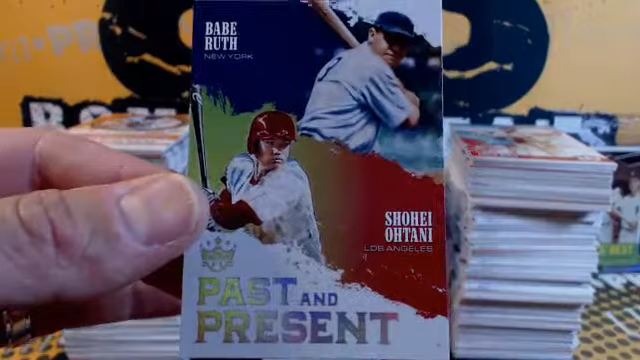 BABE
RUTH
NEW YORK
SHOHEI
OHTANI
LOS ANGELES
PAST AND
PRESENT